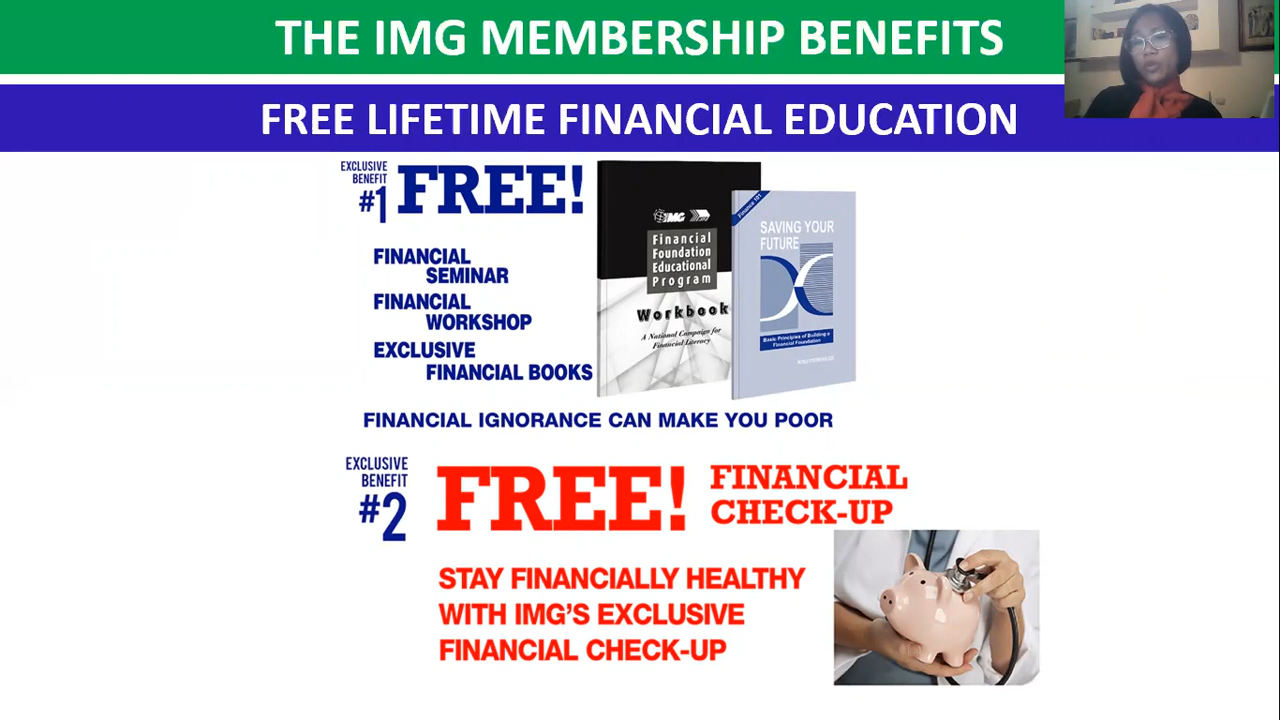 THE IMG MEMBERSHIP BENEFITS
FREE LIFETIME FINANCIAL EDUCATION
EXCLUSIVE
BENEFIT
#1
FREE!
FINANCIAL
SEMINAR
FINANCIAL
WORKSHOP
EXCLUSIVE
FINANCIAL BOOKS
IMG
Financial
Foundation
Educational
Program
Workbook
A National Campaign for
Financial Literacy
Finance 101
SAVING YOUR
FUTURE
Basic Principles of Building a
Financial Foundation
FINANCIAL IGNORANCE CAN MAKE YOU POOR
EXCLUSIVE
BENEFIT
#2
FREE!
FINANCIAL
CHECK-UP
STAY FINANCIALLY HEALTHY
WITH IMG'S EXCLUSIVE
FINANCIAL CHECK-UP